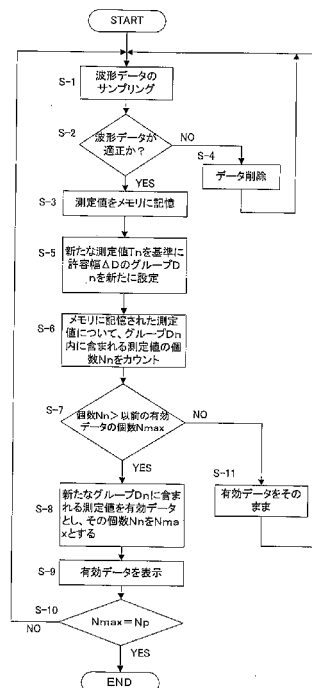 START
S-1
波形データの
サンプリング
S-2
波形データが
適正か?
NO
S-4
データ削除
YES
S-3
測定値をメモリに記憶
S-5
新たな測定値Tnを基準に
許容幅ΔDのグループD
nを新たに設定
S-6
メモリに記憶された測定
値について、グループDn
内に含まれる測定値の個
数Nnをカウント
S-7
個数Nn>以前の有効
データの個数Nmax
NO
YES
S-11
有効データをその
まま
S-8
新たなグループDnに含ま
れる測定値を有効データ
とし、その個数NnをNma
xとする
S-9
有効データを表示
S-10
Nmax=Np
NO
YES
END